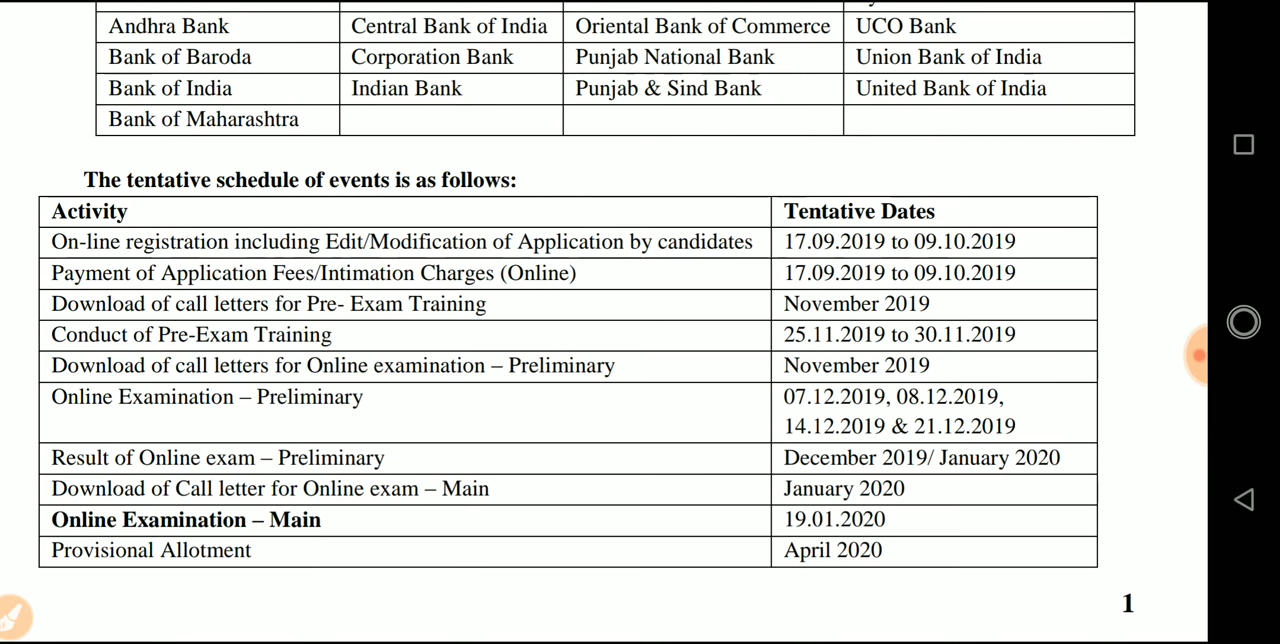 Andhra Bank Central Bank of India Oriental Bank of Commerce UCO Bank
Bank of Baroda Corporation Bank Punjab National Bank Union Bank of India
Bank of India Indian Bank Punjab & Sind Bank United Bank of India
Bank of Maharashtra
The tentative schedule of events is as follows:
Activity Tentative Dates
On-line registration including Edit/Modification of Application by candidates 17.09.2019 to 09.10.2019
Payment of Application Fees/Intimation Charges (Online) 17.09.2019 to 09.10.2019
Download of call letters for Pre- Exam Training November 2019
Conduct of Pre-Exam Training 25.11.2019 to 30.11.2019
Download of call letters for Online examination – Preliminary November 2019
Online Examination – Preliminary 07.12.2019, 08.12.2019,
14.12.2019 & 21.12.2019
Result of Online exam – Preliminary December 2019/ January 2020
Download of Call letter for Online exam – Main January 2020
Online Examination – Main 19.01.2020
Provisional Allotment April 2020
1